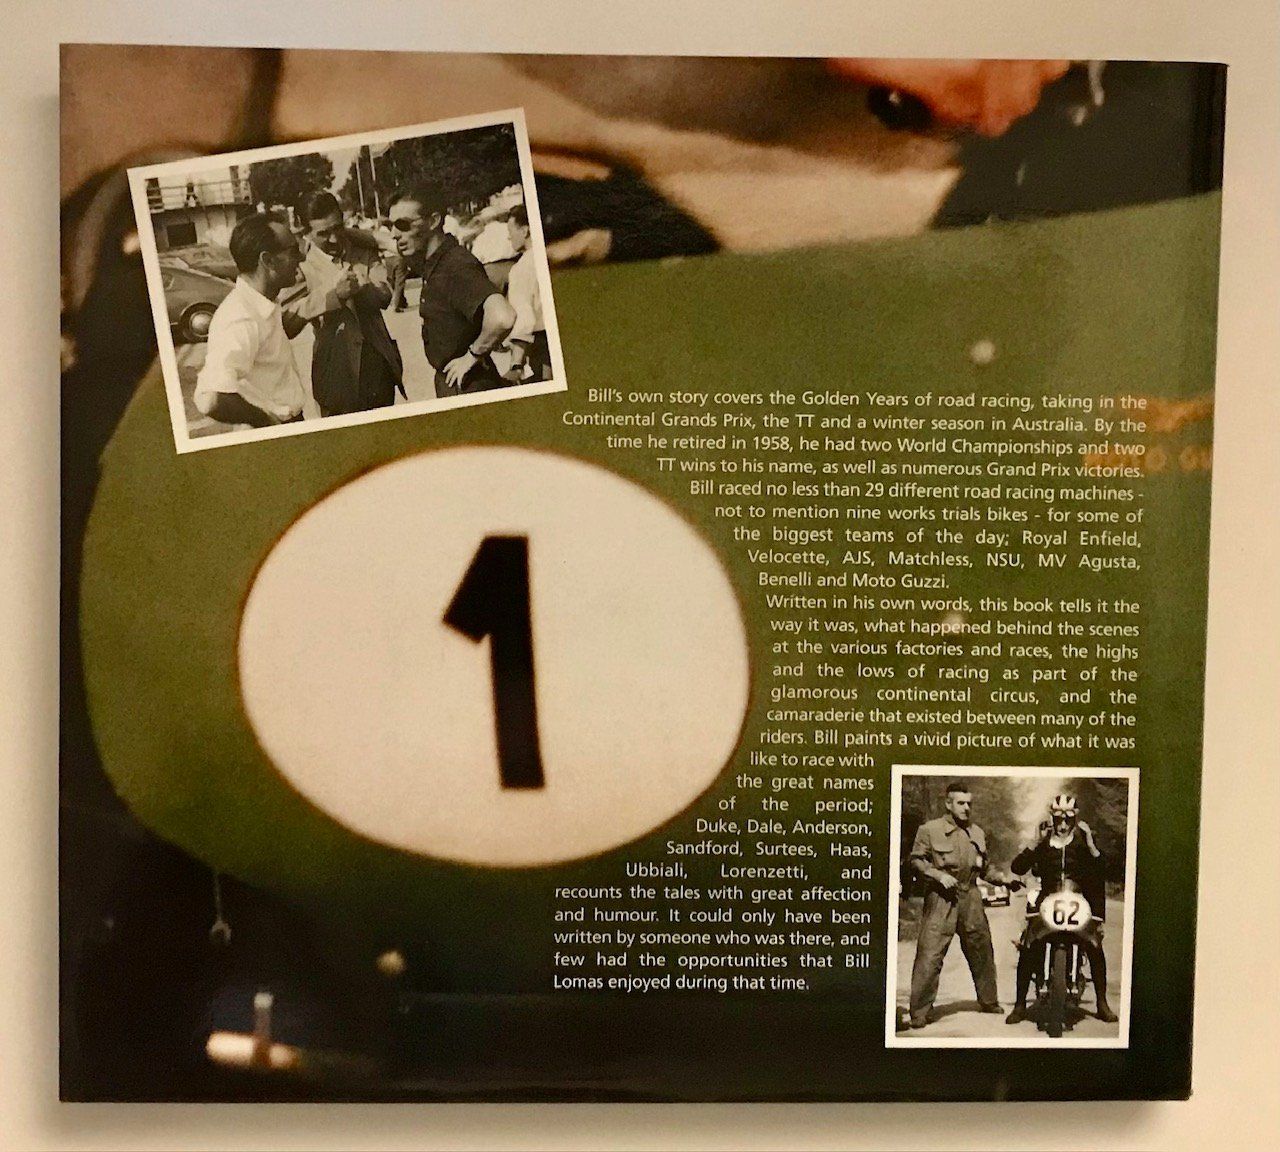 Bill's own story covers the Golden Years of road racing, taking in the
Continental Grands Prix, the TT and a winter season in Australia. By the
time he retired in 1958, he had two World Championships and two
TT wins to his name, as well as numerous Grand Prix victories.
Bill raced no less than 29 different road racing machines -
not to mention nine works trials bikes - for some of
the biggest teams of the day; Royal Enfield,
Velocette, AJS, Matchless, NSU, MV Agusta,
Benelli and Moto Guzzi.
Written in his own words, this book tells it the
way it was, what happened behind the scenes
at the various factories and races, the highs
and the lows of racing as part of the
glamorous continental circus, and the
camaraderie that existed between many of the
riders. Bill paints a vivid picture of what it was
like to race with
the great names
of the period;
Duke, Dale, Anderson,
Sandford, Surtees, Haas,
Ubbiali, Lorenzetti, and
recounts the tales with great affection
and humour. It could only have been
written by someone who was there, and
few had the opportunities that Bill
Lomas enjoyed during that time.
1
62